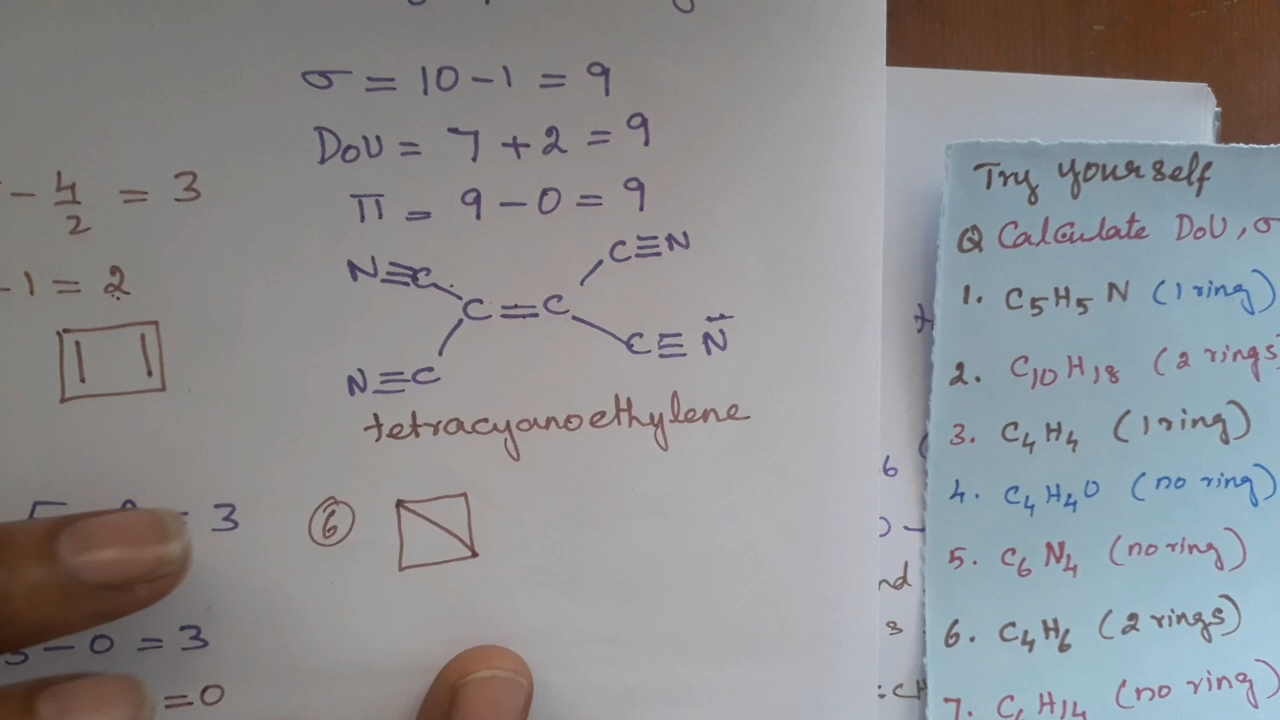 σ = 10 - 1 = 9
DoU = 7 + 2 = 9
π = 9 - 0 = 9
- 4/2 = 3
- 1 = 2
N≡C C≡N
C=C
N≡C C≡N
tetracyanoethylene
= 3
⑥
- 0 = 3
= 0
Try yourself
Q Calculate DoU, σ
1. C₅H₅N (1 ring)
2. C₁₀H₁₈ (2 rings
3. C₄H₄ (1 ring)
4. C₄H₄O (no ring)
5. C₆N₄ (no ring)
6. C₄H₆ (2 rings)
7. H₁₄ (no ring)